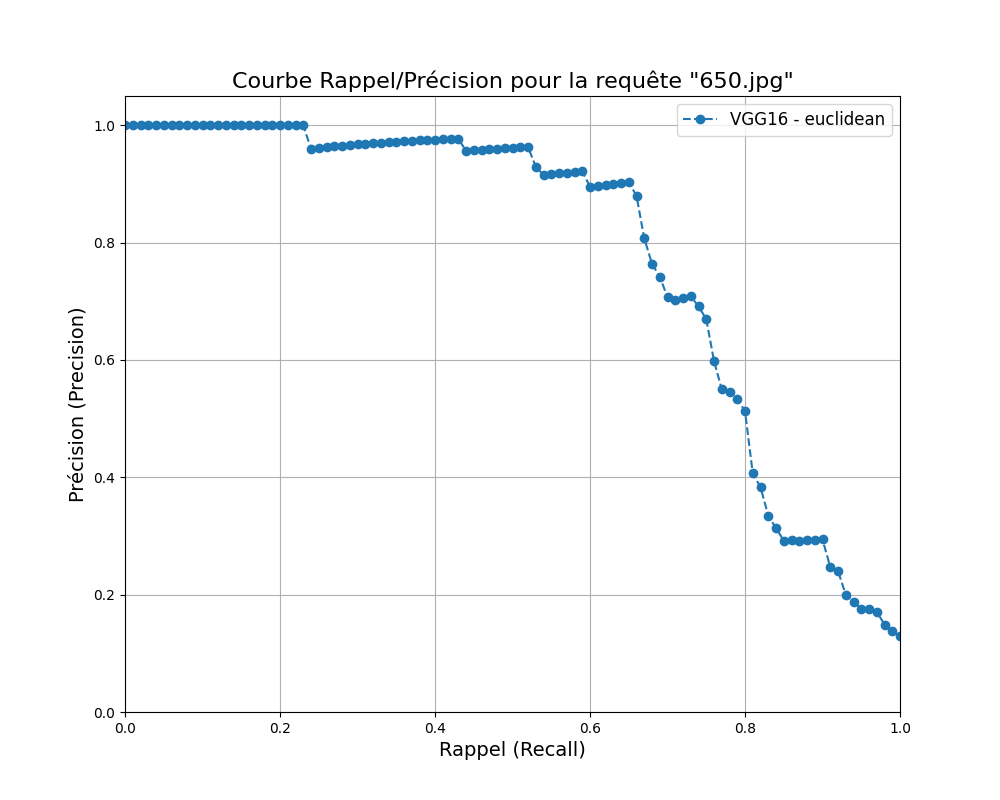 Courbe Rappel/Précision pour la requête "650.jpg"
VGG16 - euclidean
1.0
0.8
0.6
0.4
0.2
0.0
Précision (Precision)
0.0 0.2 0.4 0.6 0.8 1.0
Rappel (Recall)